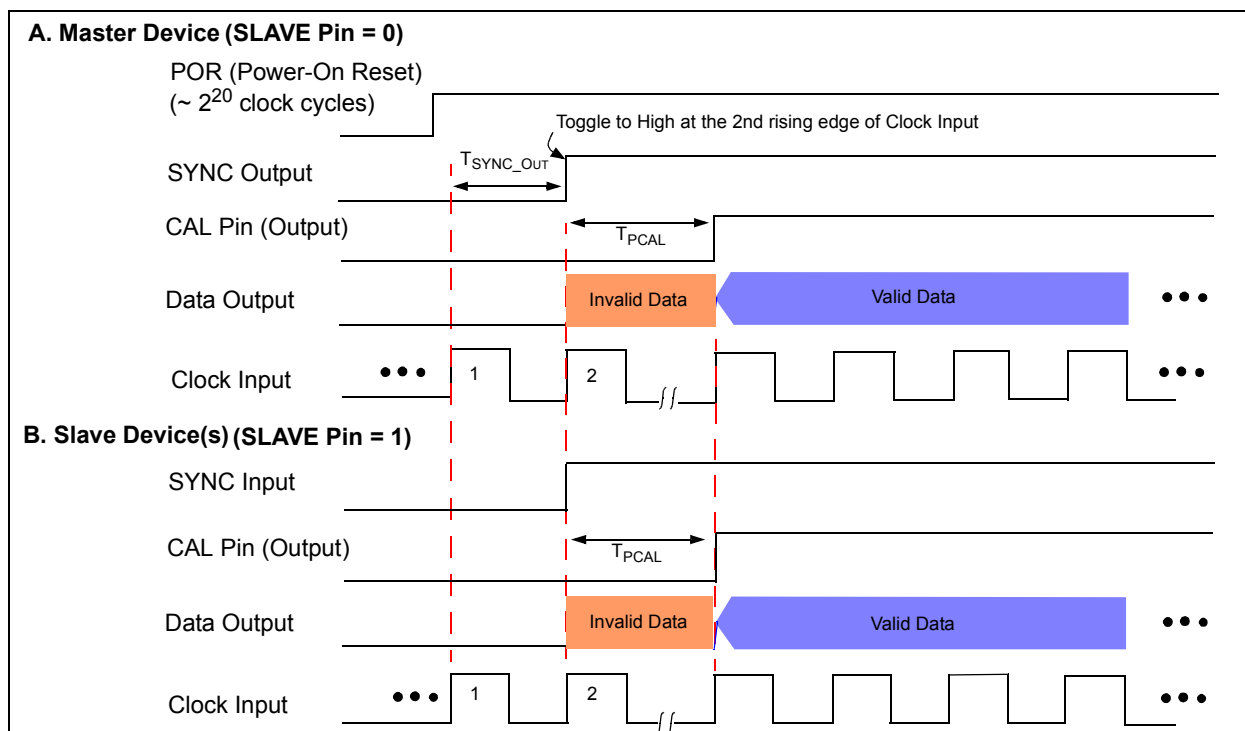 A. Master Device (SLAVE Pin = 0)
POR (Power-On Reset)
(~ 2^20 clock cycles)
Toggle to High at the 2nd rising edge of Clock Input
TSYNC_OUT
SYNC Output
CAL Pin (Output)
TPCAL
Data Output
Invalid Data
Valid Data
•••
Clock Input
•••
1
2
•••
B. Slave Device(s) (SLAVE Pin = 1)
SYNC Input
CAL Pin (Output)
TPCAL
Data Output
Invalid Data
Valid Data
•••
Clock Input
•••
1
2
•••